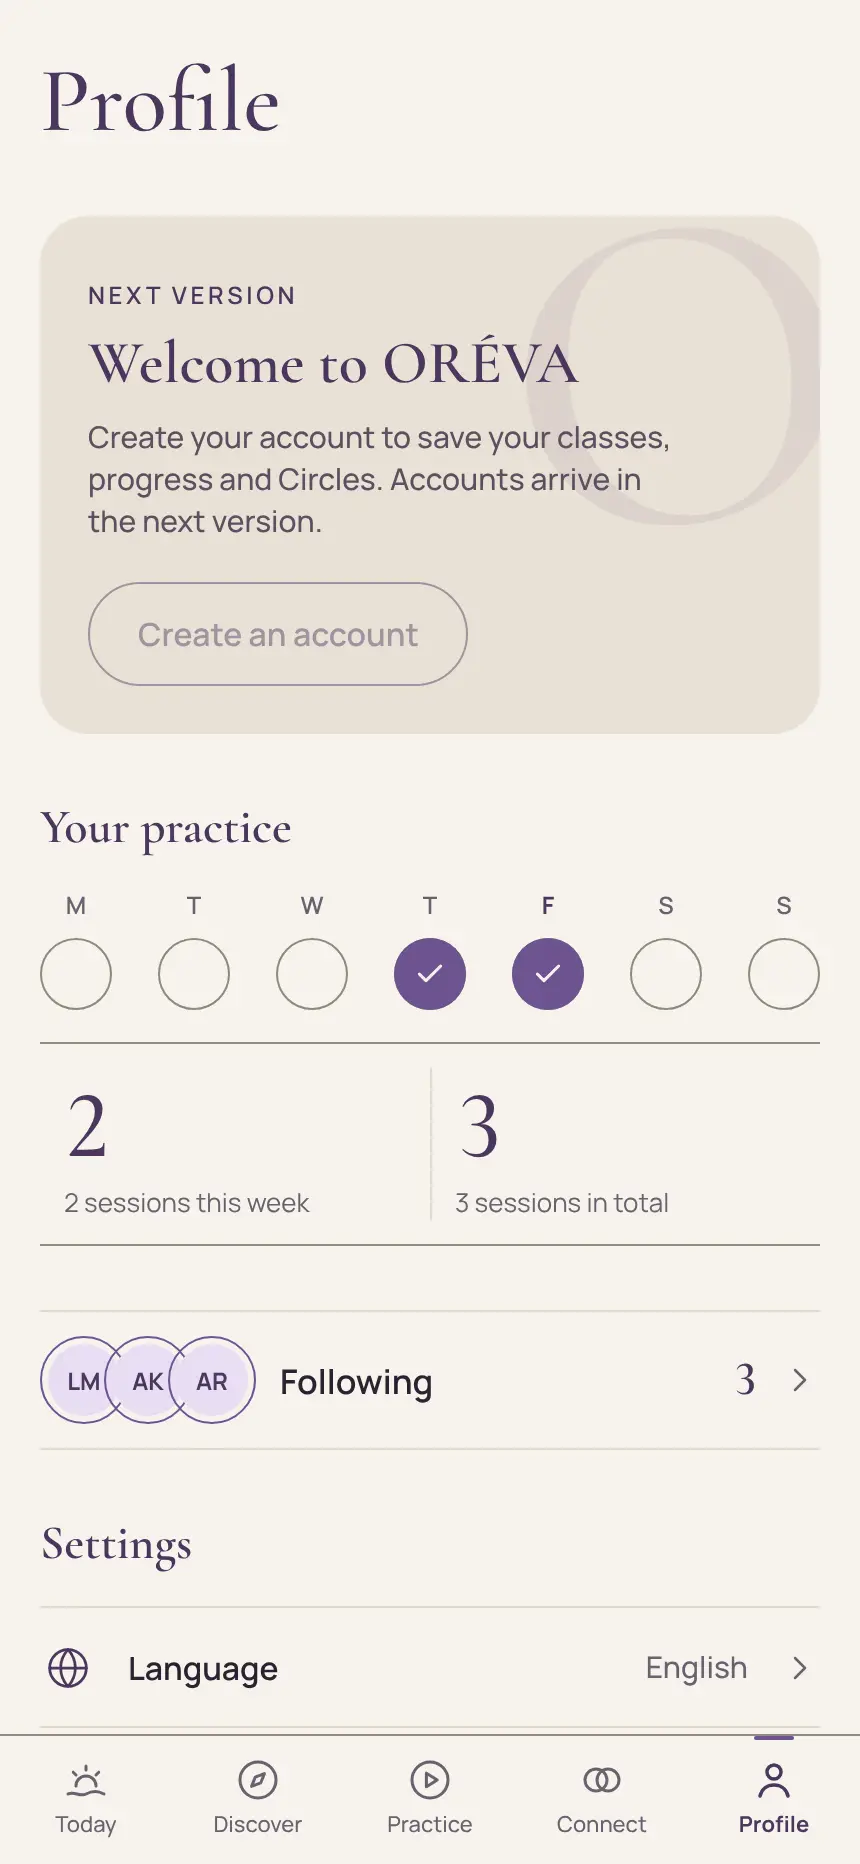 Profile
O
NEXT VERSION
Welcome to ORÉVA
Create your account to save your classes,
progress and Circles. Accounts arrive in
the next version.
Create an account
Your practice
M T W T F S S
2 3
2 sessions this week 3 sessions in total
LM AK AR Following 3
Settings
Language English
Today Discover Practice Connect Profile